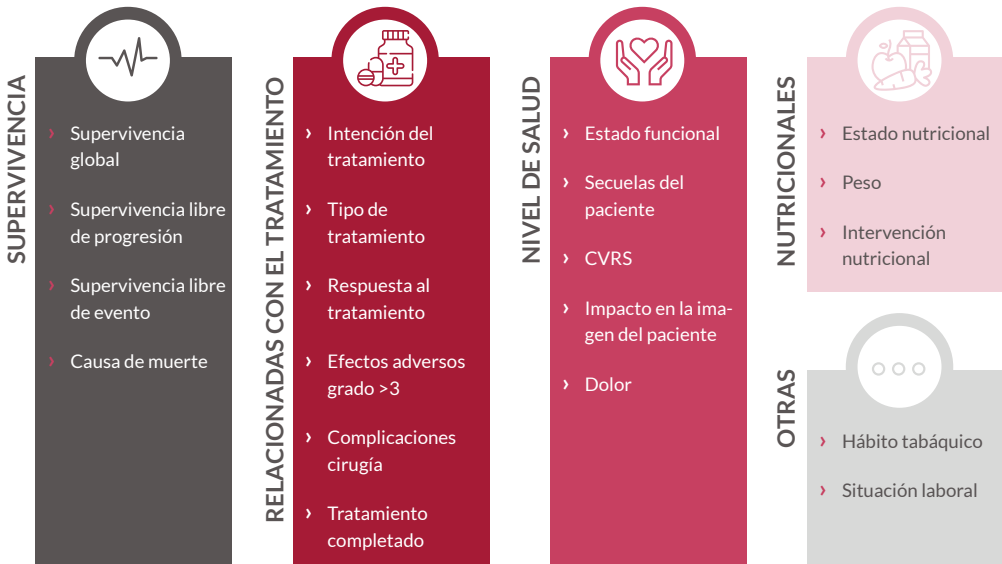 SUPERVIVENCIA
› Supervivencia
global
› Supervivencia libre
de progresión
› Supervivencia libre
de evento
› Causa de muerte
RELACIONADAS CON EL TRATAMIENTO
› Intención del
tratamiento
› Tipo de
tratamiento
› Respuesta al
tratamiento
› Efectos adversos
grado >3
› Complicaciones
cirugía
› Tratamiento
completado
NIVEL DE SALUD
› Estado funcional
› Secuelas del
paciente
› CVRS
› Impacto en la ima-
gen del paciente
› Dolor
NUTRICIONALES
› Estado nutricional
› Peso
› Intervención
nutricional
OTRAS
› Hábito tabáquico
› Situación laboral